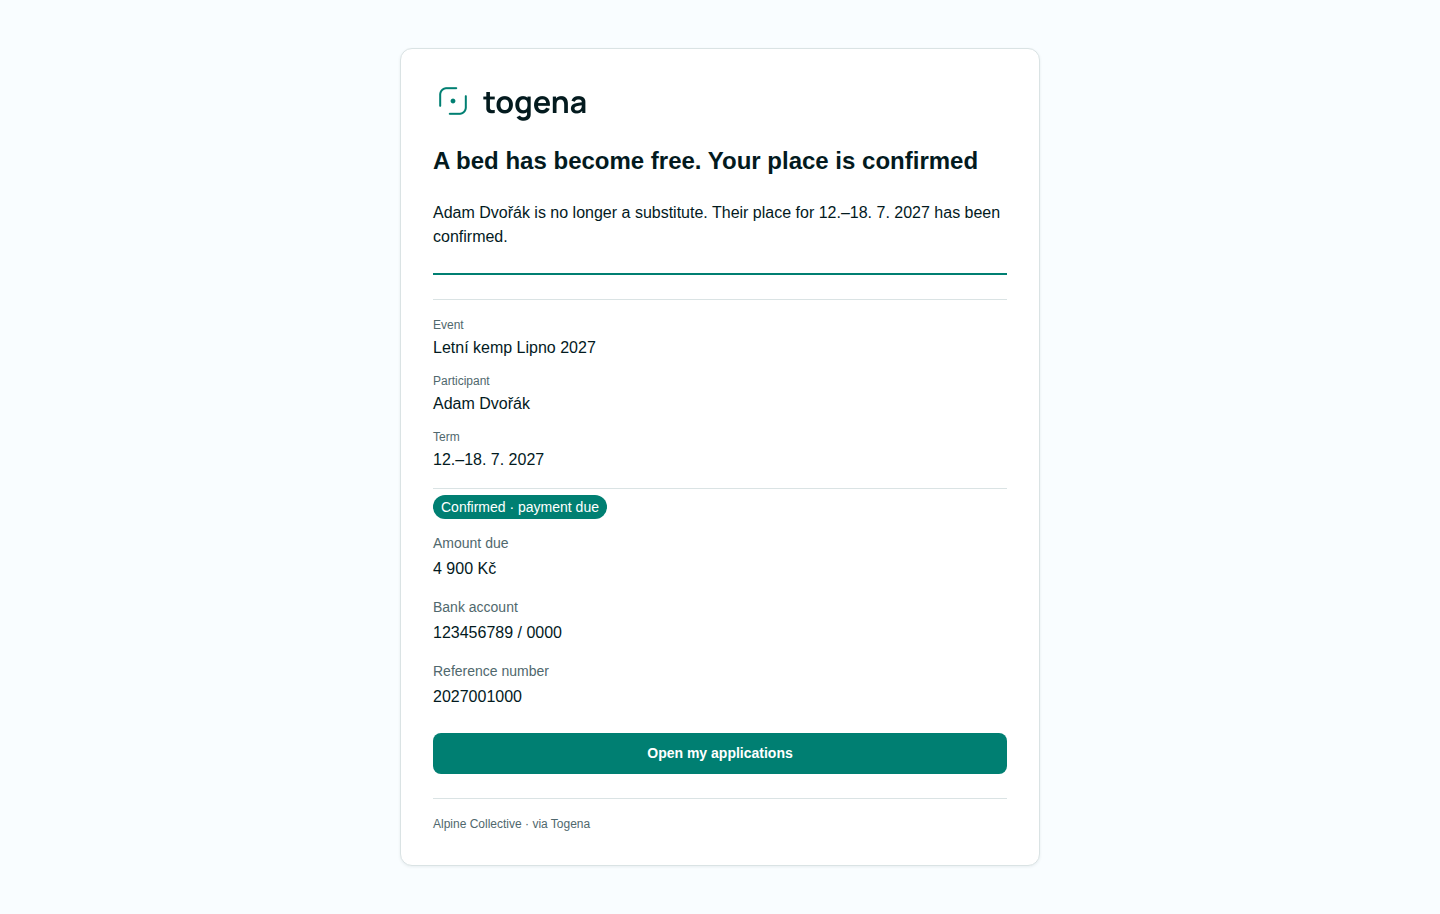 togena
A bed has become free. Your place is confirmed
Adam Dvořák is no longer a substitute. Their place for 12.–18. 7. 2027 has been
confirmed.
Event
Letní kemp Lipno 2027
Participant
Adam Dvořák
Term
12.–18. 7. 2027
Confirmed · payment due
Amount due
4 900 Kč
Bank account
123456789 / 0000
Reference number
2027001000
Open my applications
Alpine Collective · via Togena